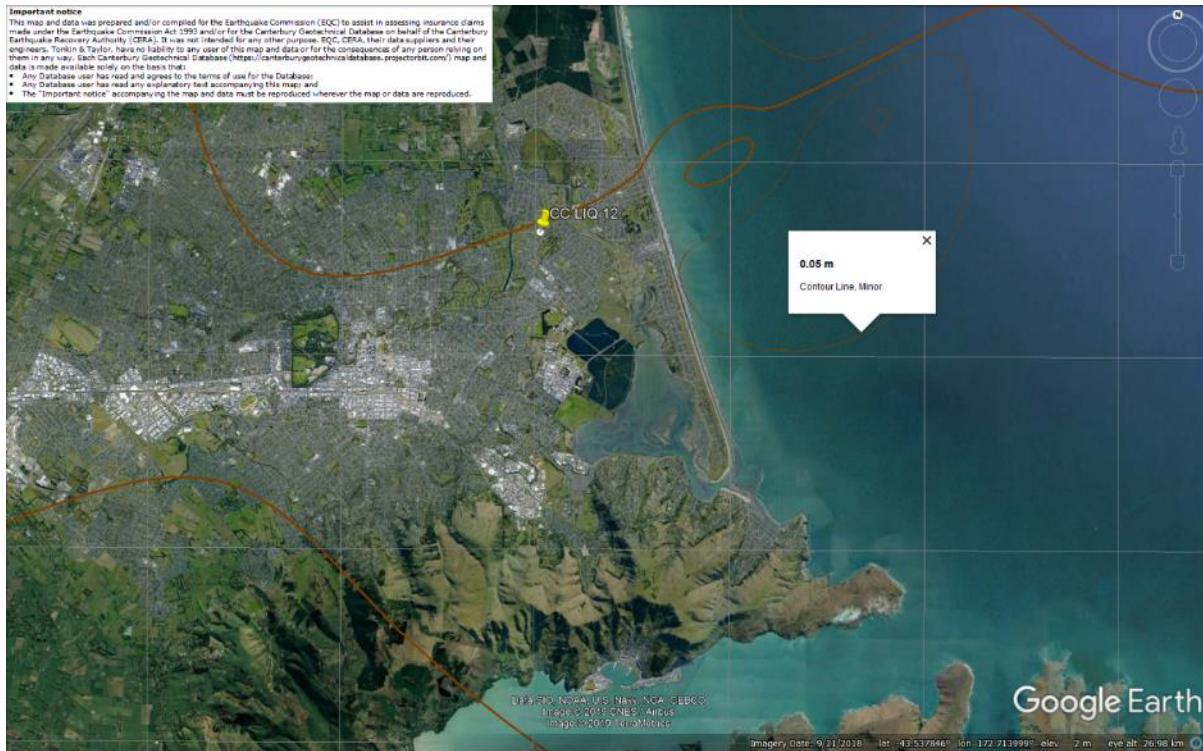 Important notice
This map and data was prepared and/or compiled for the Earthquake Commission (EQC) to assist in assessing insurance claims
made under the Earthquake Commission Act 1993 and/or for the Canterbury Geotechnical Database on behalf of the Canterbury
Earthquake Recovery Authority (CERA). It was not intended for any other purpose. EQC, CERA, their data suppliers and their
engineers, Tonkin & Taylor, have no liability to any user of this map and data or for the consequences of any person relying on
them in any way. Each Canterbury Geotechnical Database (https://canterburygeotechnicaldatabase.projectorbit.com/) map and
data is made available solely on the basis that:
• Any Database user has read and agrees to the terms of use for the Database;
• Any Database user has read any explanatory text accompanying this map; and
• The "Important notice" accompanying the map and data must be reproduced wherever the map or data are reproduced.
N
CC LIQ 12
0.05 m
Contour Line, Minor
Data SIO, NOAA, U.S. Navy, NGA, GEBCO
Image © 2019 CNES / Airbus
Image © 2019 TerraMetrics
Google Earth
Imagery Date: 9/21/2018 lat -43.537846° lon 172.713999° elev 2 m eye alt 26.98 km